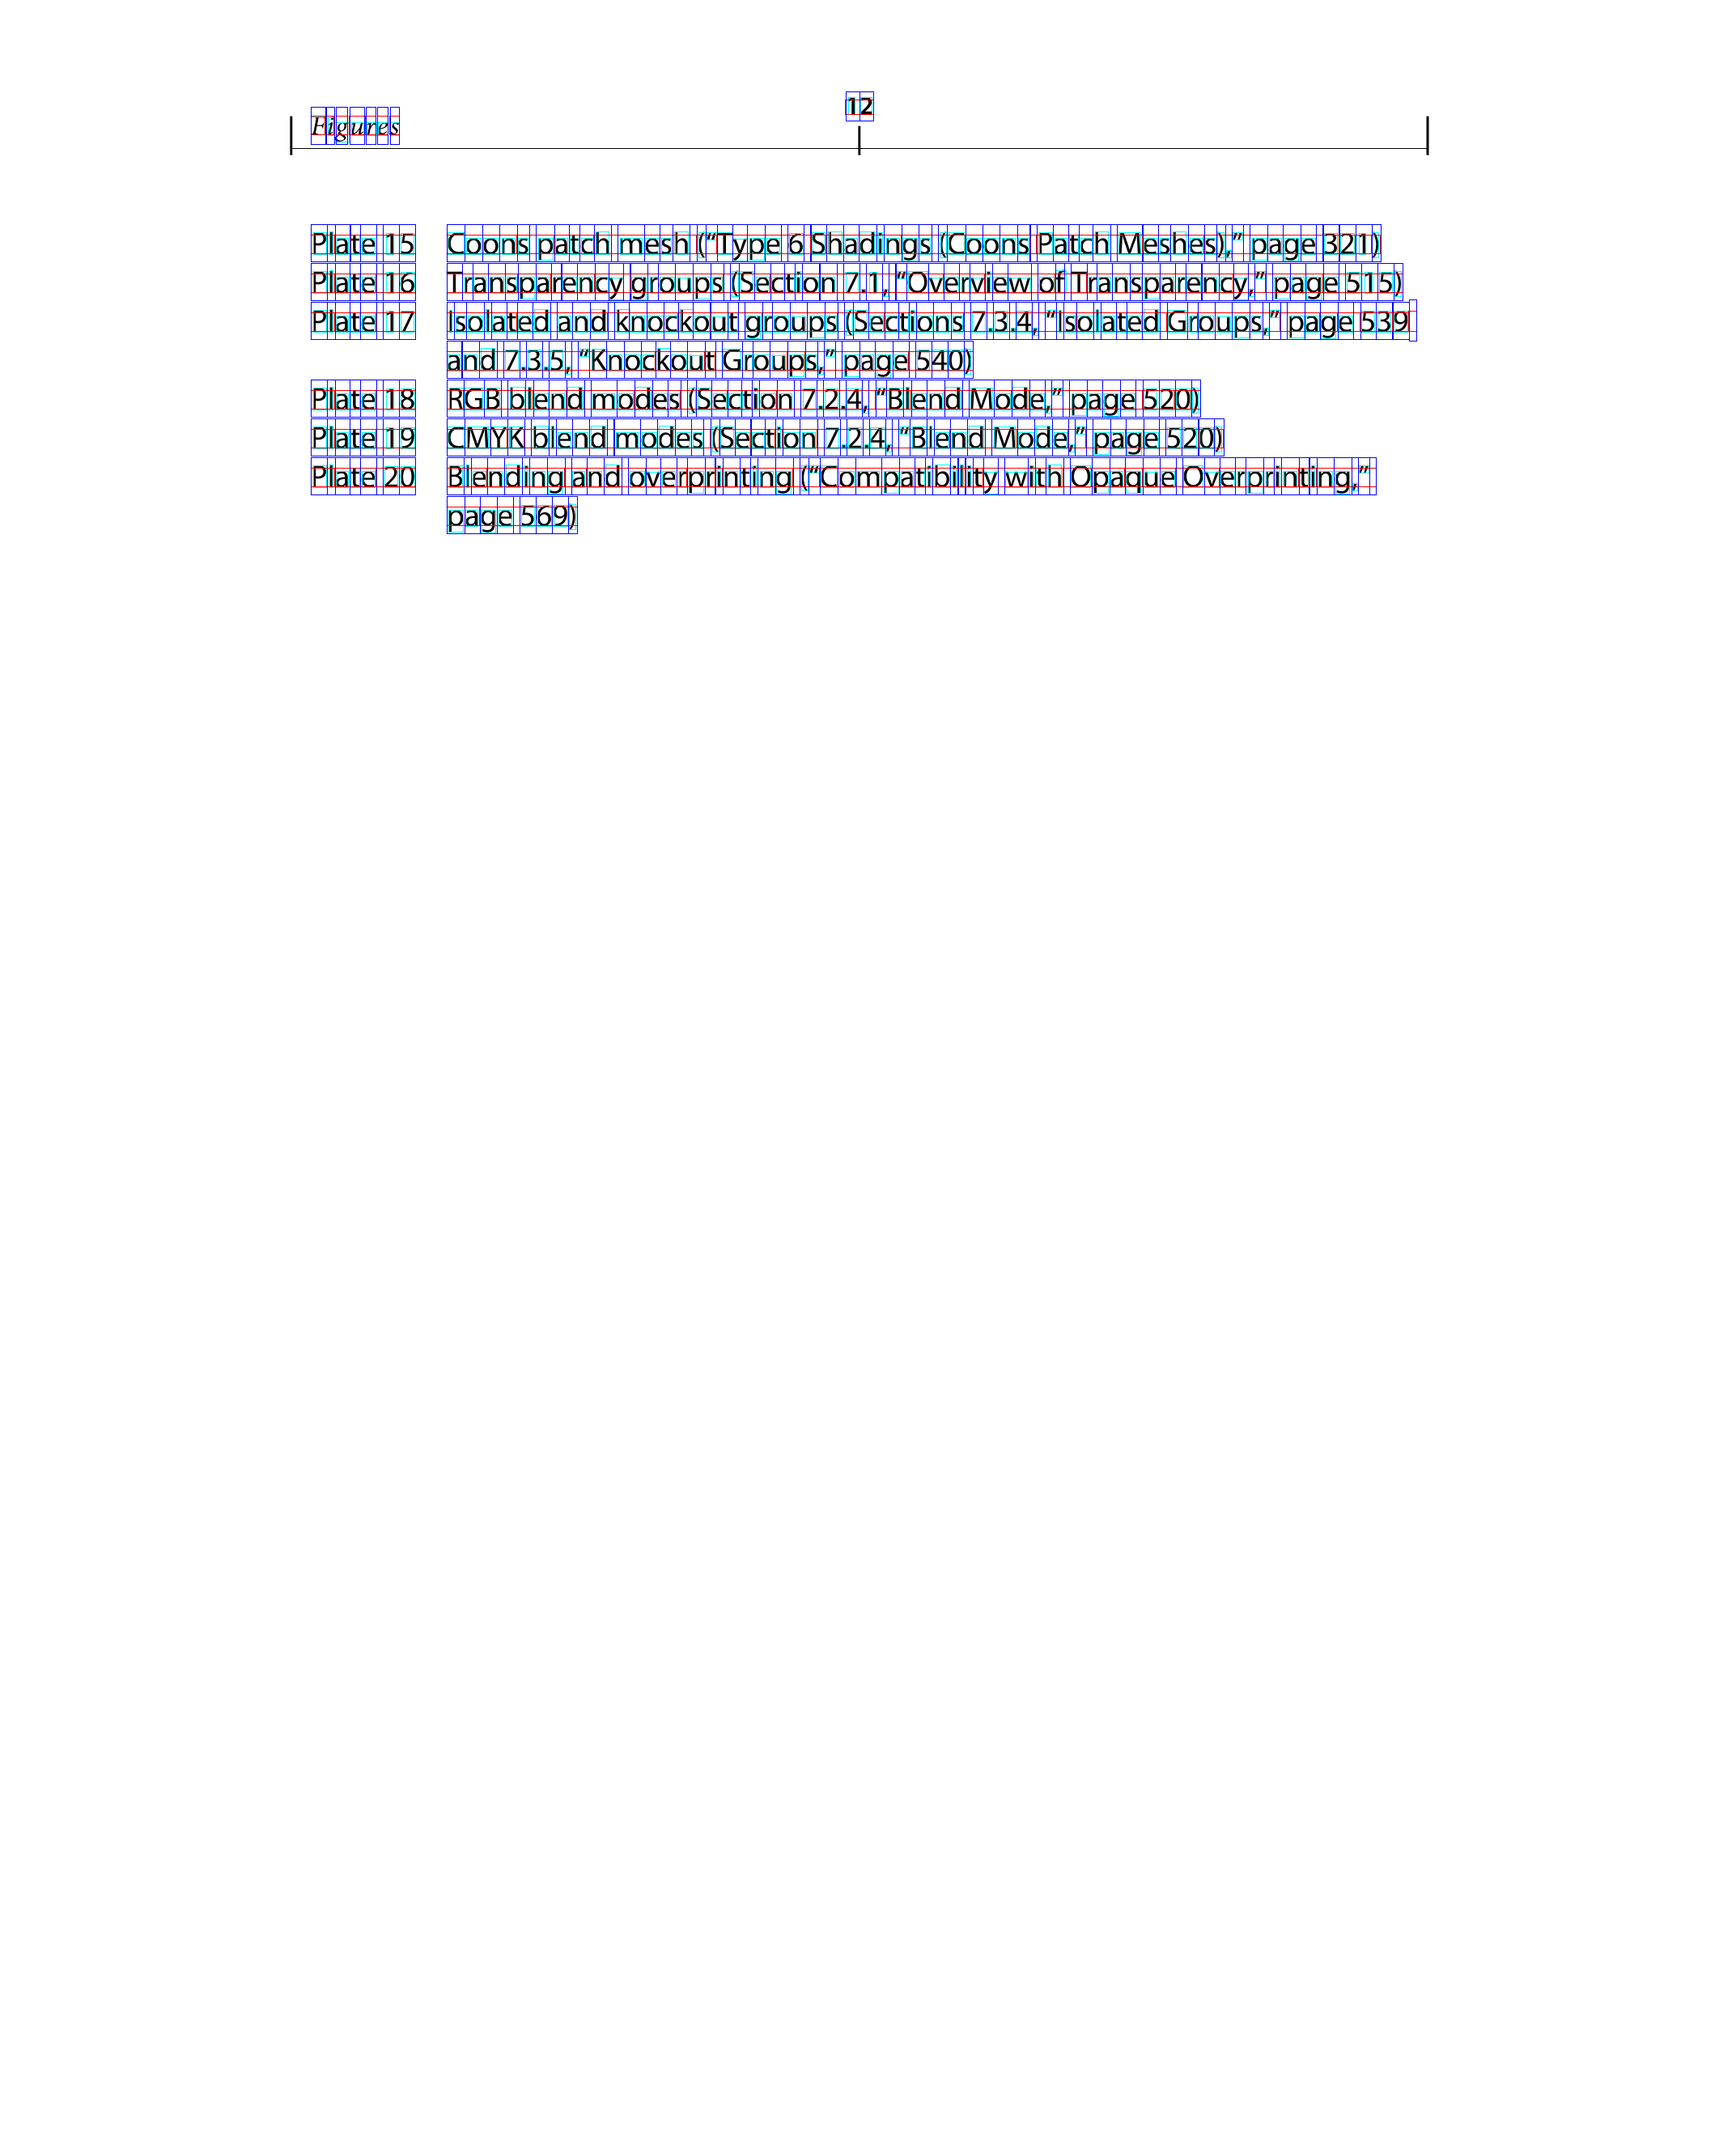 12
Figures
Plate 15 Coons patch mesh (“Type 6 Shadings (Coons Patch Meshes),” page 321)
Plate 16 Transparency groups (Section 7.1, “Overview of Transparency,” page 515)
Plate 17 Isolated and knockout groups (Sections 7.3.4, “Isolated Groups,” page 539
and 7.3.5, “Knockout Groups,” page 540)
Plate 18 RGB blend modes (Section 7.2.4, “Blend Mode,” page 520)
Plate 19 CMYK blend modes (Section 7.2.4, “Blend Mode,” page 520)
Plate 20 Blending and overprinting (“Compatibility with Opaque Overprinting,”
page 569)